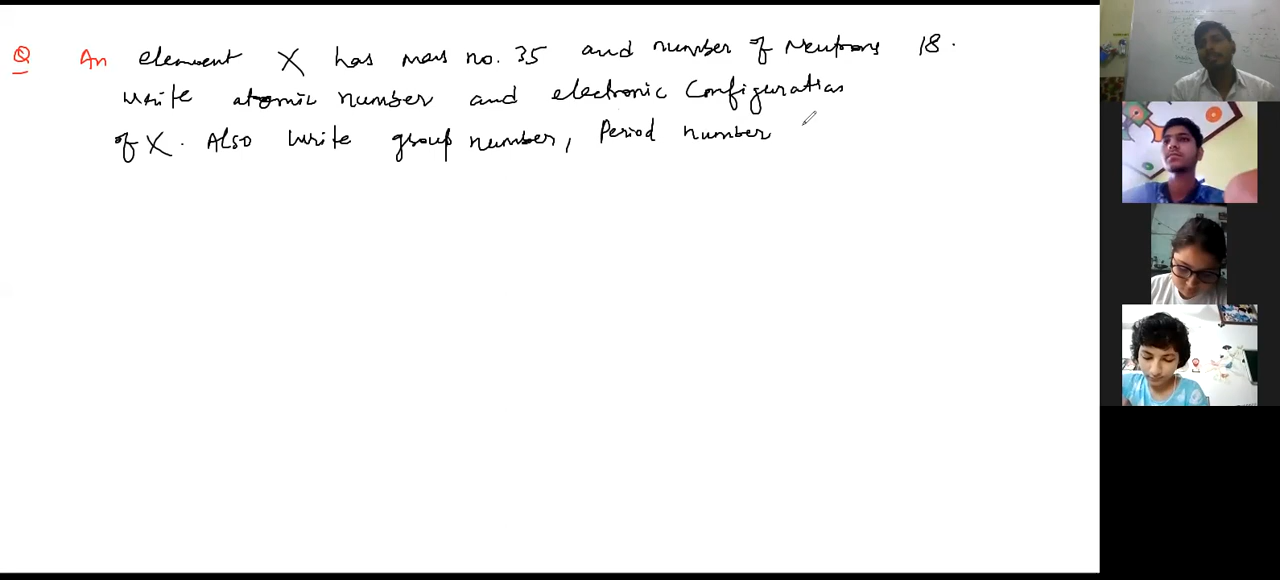 Q An element X has mass no. 35 and number of Neutrons 18.
write atomic number and electronic Configuration
of X. Also write group number, Period number